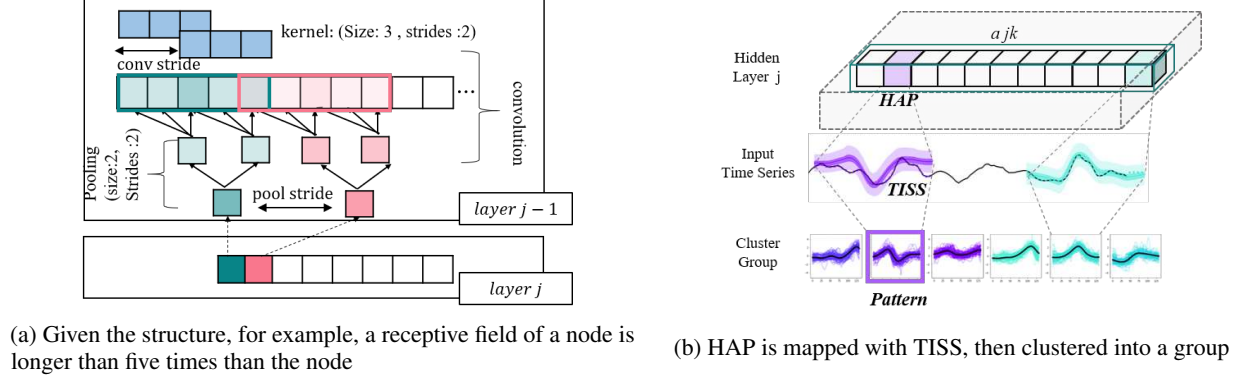 kernel: (Size: 3 , strides :2)
conv stride
...
convolution
Pooling
(size:2,
Strides :2)
pool stride
layer j − 1
layer j
(a) Given the structure, for example, a receptive field of a node is
longer than five times than the node
a jk
Hidden
Layer j
HAP
Input
Time Series
TISS
Cluster
Group
Pattern
(b) HAP is mapped with TISS, then clustered into a group